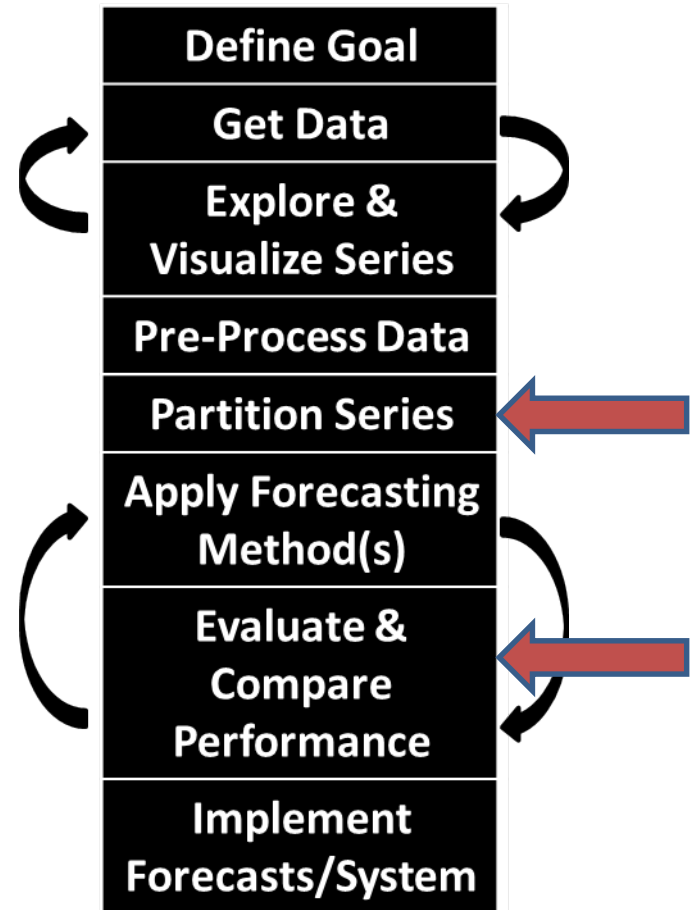 Define Goal
Get Data
Explore &
Visualize Series
Pre-Process Data
Partition Series
Apply Forecasting
Method(s)
Evaluate &
Compare
Performance
Implement
Forecasts/System